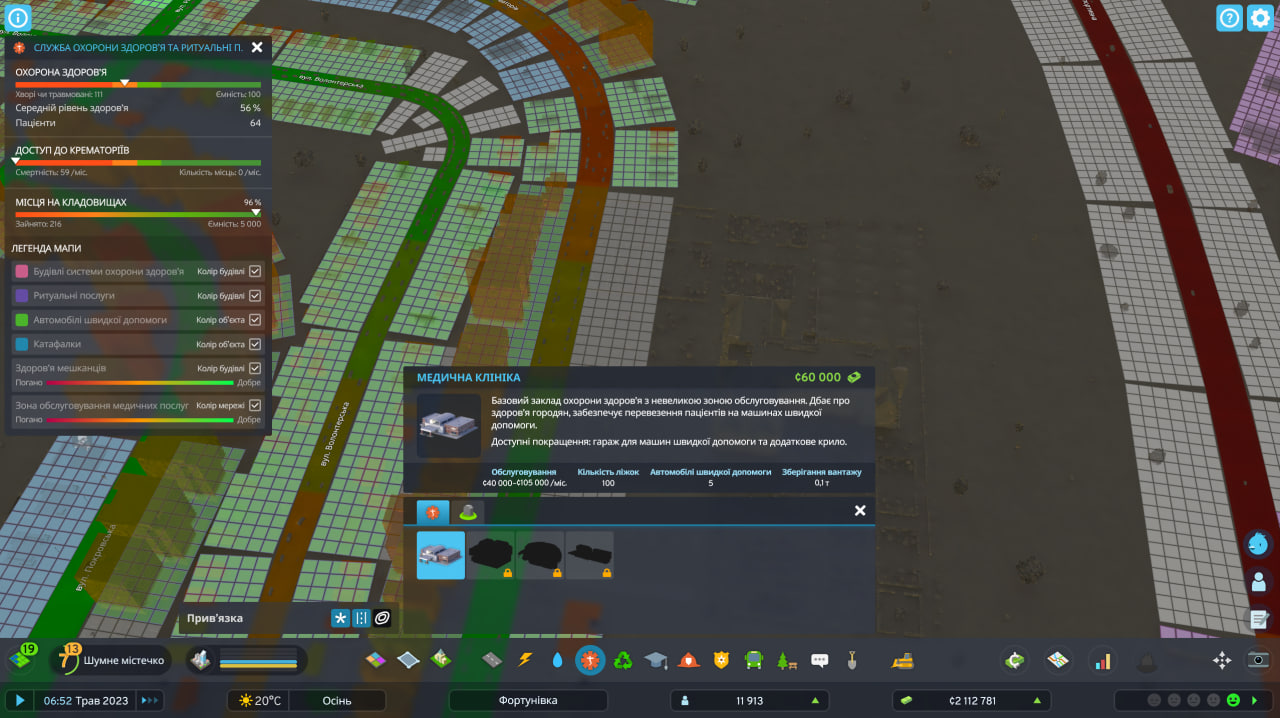 СЛУЖБА ОХОРОНИ ЗДОРОВ'Я ТА РИТУАЛЬНІ П.
ОХОРОНА ЗДОРОВ'Я
Хворі чи травмовані: 111 Ємність: 100
Середній рівень здоров'я 56 %
Пацієнти 64
ДОСТУП ДО КРЕМАТОРІЇВ
Смертність: 59 /міс. Кількість місць: 0 /міс.
МІСЦЯ НА КЛАДОВИЩАХ 96 %
Зайнято: 216 Ємність: 5 000
ЛЕГЕНДА МАПИ
Будівлі системи охорони здоров'я Колір будівлі
Ритуальні послуги Колір будівлі
Автомобілі швидкої допомоги Колір об'єкта
Катафалки Колір об'єкта
Здоров'я мешканців Колір будівлі
Погано Добре
Зона обслуговування медичних послуг Колір мережі
Погано Добре
вул. Волонтерська
вул. Волонтерська
вул. Покровська
МЕДИЧНА КЛІНІКА ¢60 000
Базовий заклад охорони здоров'я з невеликою зоною обслуговування. Дбає про
здоров'я городян, забезпечує перевезення пацієнтів на машинах швидкої
допомоги.
Доступні покращення: гараж для машин швидкої допомоги та додаткове крило.
Обслуговування Кількість ліжок Автомобілі швидкої допомоги Зберігання вантажу
¢40 000–¢105 000 /міс. 100 5 0,1 т
Прив'язка
19
13
7
Шумне містечко
06:52 Трав 2023
20°C Осінь
Фортунівка
11 913
¢2 112 781